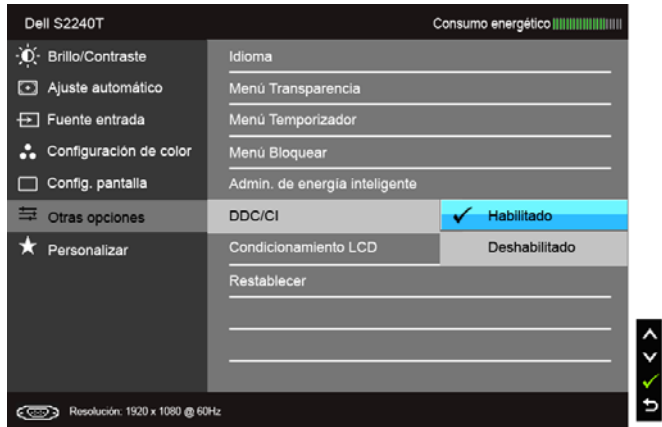 Dell S2240T
Consumo energético
Brillo/Contraste
Ajuste automático
Fuente entrada
Configuración de color
Config. pantalla
Otras opciones
Personalizar
Idioma
Menú Transparencia
Menú Temporizador
Menú Bloquear
Admin. de energía inteligente
DDC/CI
Habilitado
Condicionamiento LCD
Deshabilitado
Restablecer
Resolución: 1920 x 1080 @ 60Hz